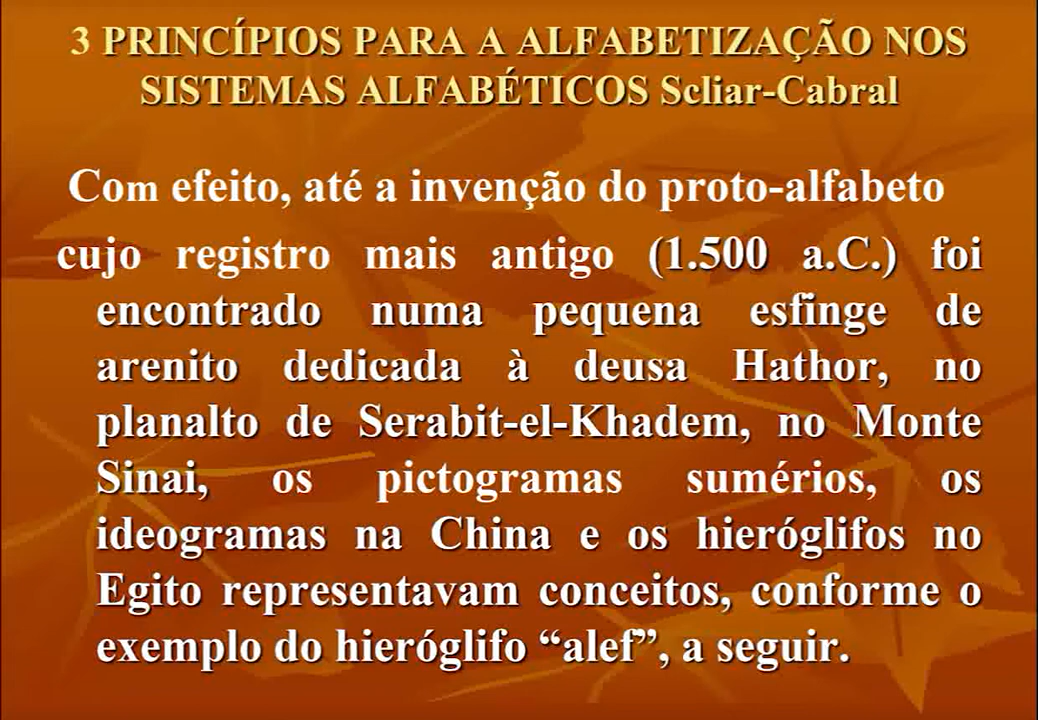 3 PRINCÍPIOS PARA A ALFABETIZAÇÃO NOS
SISTEMAS ALFABÉTICOS Scliar-Cabral
Com efeito, até a invenção do proto-alfabeto
cujo registro mais antigo (1.500 a.C.) foi
encontrado numa pequena esfinge de
arenito dedicada à deusa Hathor, no
planalto de Serabit-el-Khadem, no Monte
Sinai, os pictogramas sumérios, os
ideogramas na China e os hieróglifos no
Egito representavam conceitos, conforme o
exemplo do hieróglifo “alef”, a seguir.